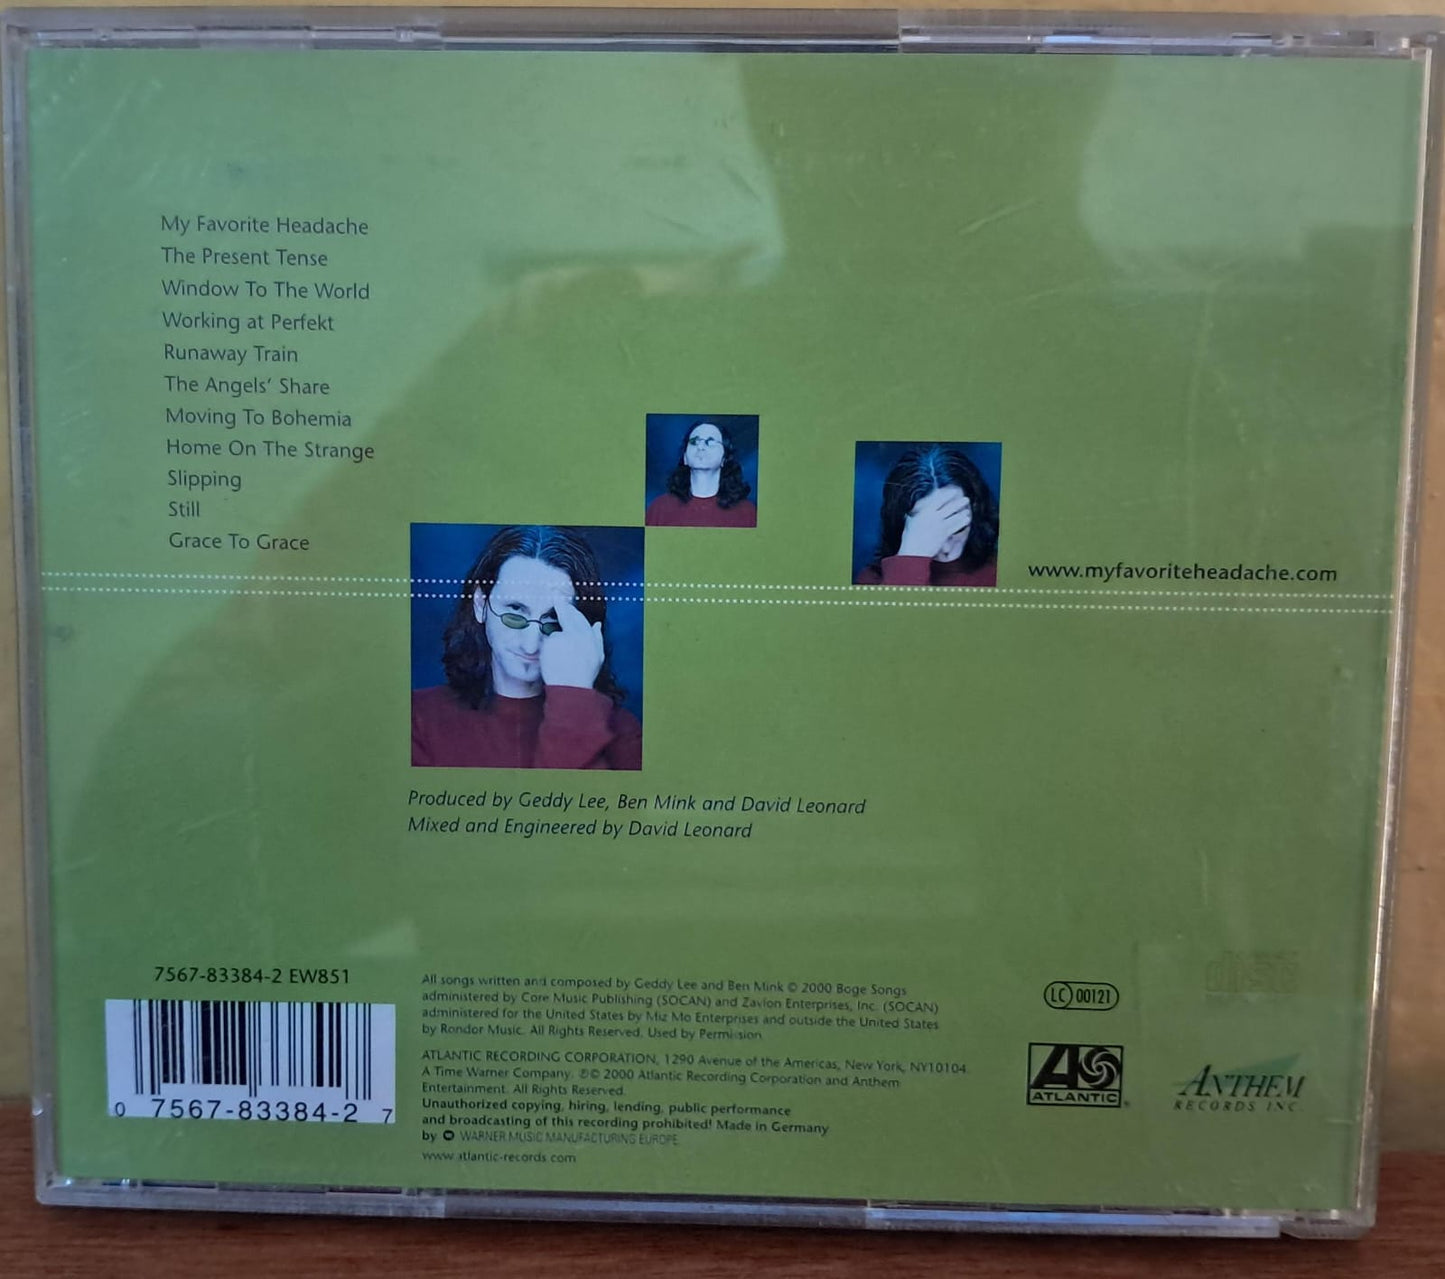 My Favorite Headache
The Present Tense
Window To The World
Working at Perfekt
Runaway Train
The Angels' Share
Moving To Bohemia
Home On The Strange
Slipping
Still
Grace To Grace
www.myfavoriteheadache.com
Produced by Geddy Lee, Ben Mink and David Leonard
Mixed and Engineered by David Leonard
7567-83384-2 EW851
0 7567-83384-2 7
All songs written and composed by Geddy Lee and Ben Mink © 2000 Boge Songs
administered by Core Music Publishing (SOCAN) and Zavion Enterprises, Inc. (SOCAN)
administered for the United States by Miz Mo Enterprises and outside the United States
by Rondor Music. All Rights Reserved. Used by Permission.
ATLANTIC RECORDING CORPORATION, 1290 Avenue of the Americas, New York, NY10104
A Time Warner Company. ℗© 2000 Atlantic Recording Corporation and Anthem
Entertainment. All Rights Reserved.
Unauthorized copying, hiring, lending, public performance
and broadcasting of this recording prohibited! Made in Germany
by WARNER MUSIC MANUFACTURING EUROPE
www.atlantic-records.com
LC 00121
ATLANTIC
disc
ANTHEM
RECORDS INC.